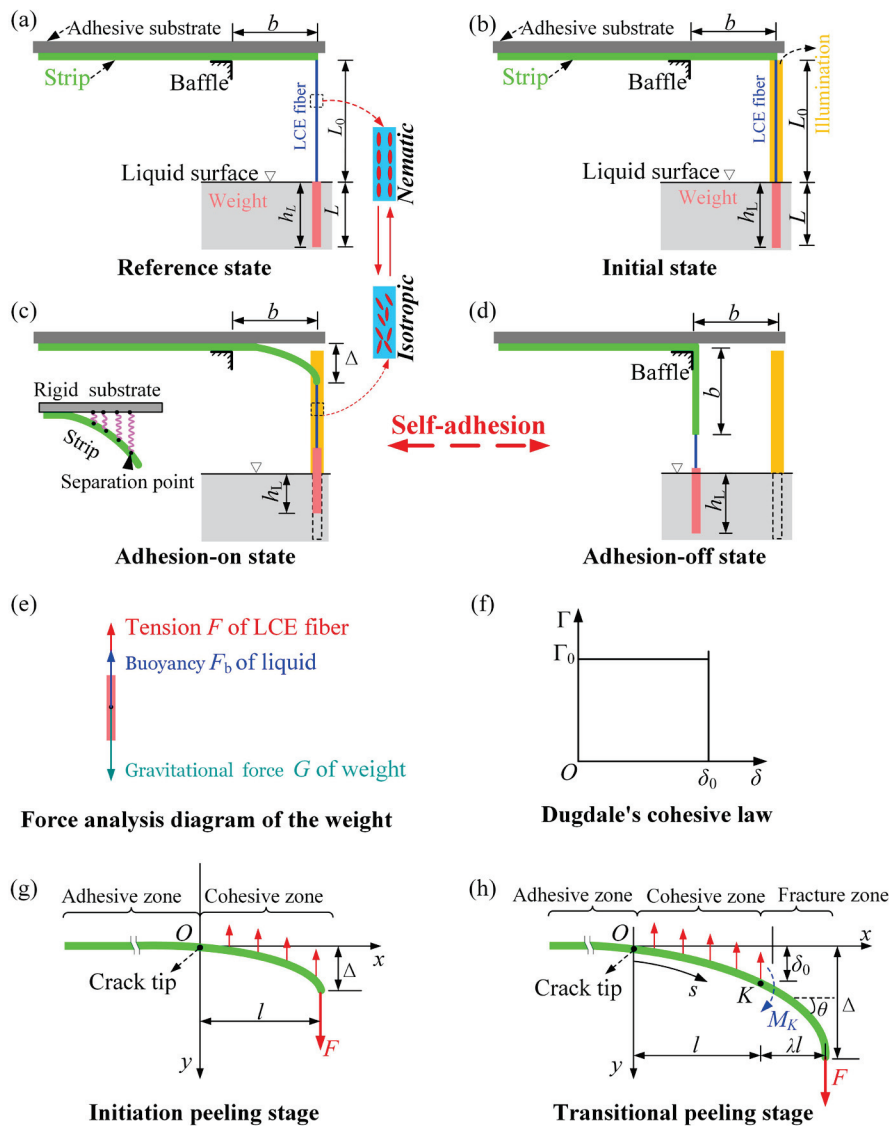 (a)
Adhesive substrate
b
Strip
Baffle
LCE fiber
L0
Liquid surface
Weight
hL
L
Reference state
Nematic
Isotropic
(b)
Adhesive substrate
b
Strip
Baffle
LCE fiber
L0
Illumination
Liquid surface
Weight
hL
L
Initial state
(c)
b
Δ
Rigid substrate
Strip
Separation point
hL
Adhesion-on state
Self-adhesion
(d)
b
Baffle
b
hL
Adhesion-off state
(e)
Tension F of LCE fiber
Buoyancy Fb of liquid
Gravitational force G of weight
Force analysis diagram of the weight
(f)
Γ
Γ0
O
δ0
δ
Dugdale's cohesive law
(g)
Adhesive zone
Cohesive zone
O
x
Crack tip
Δ
l
F
y
Initiation peeling stage
(h)
Adhesive zone
Cohesive zone
Fracture zone
O
x
Crack tip
s
δ0
K
θ
Δ
MK
l
λl
F
y
Transitional peeling stage